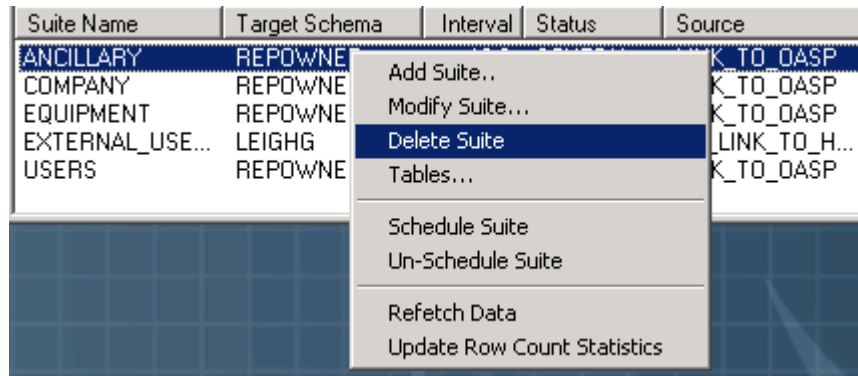 Suite Name Target Schema Interval Status Source
ANCILLARY REPOWNE K_TO_OASP
COMPANY REPOWNE K_TO_OASP
EQUIPMENT REPOWNE K_TO_OASP
EXTERNAL_USE... LEIGHG _LINK_TO_H...
USERS REPOWNE K_TO_OASP
Add Suite..
Modify Suite...
Delete Suite
Tables...
Schedule Suite
Un-Schedule Suite
Refetch Data
Update Row Count Statistics